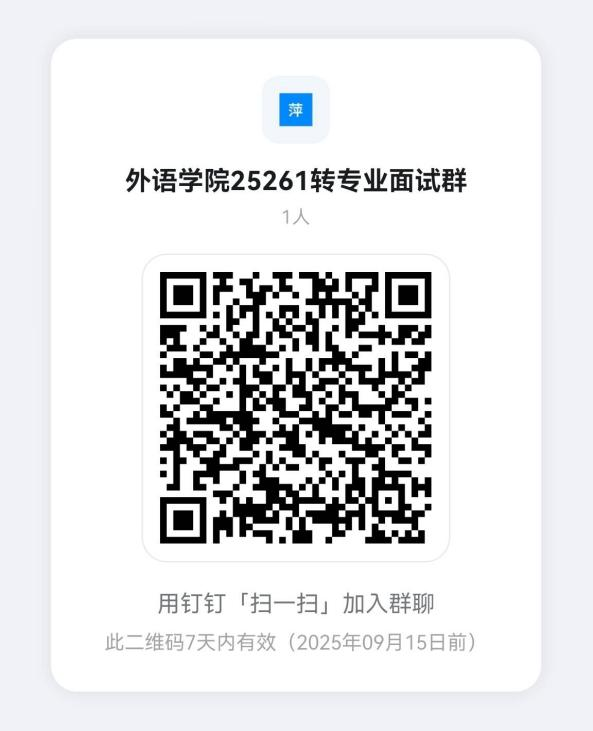 萍
外语学院25261转专业面试群
1人
用钉钉「扫一扫」加入群聊
此二维码7天内有效（2025年09月15日前）